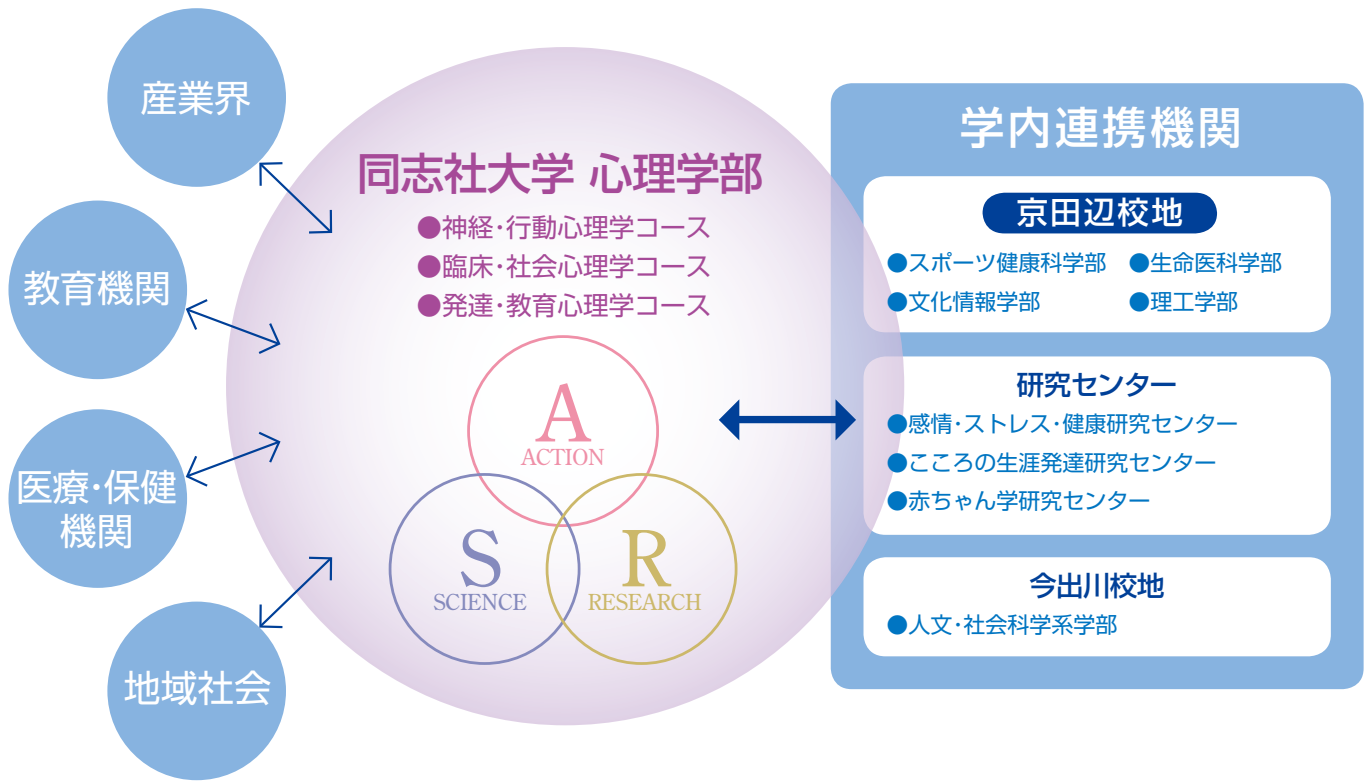 産業界
教育機関
医療・保健
機関
地域社会
同志社大学 心理学部
●神経・行動心理学コース
●臨床・社会心理学コース
●発達・教育心理学コース
A
ACTION
S
SCIENCE
R
RESEARCH
学内連携機関
京田辺校地
●スポーツ健康科学部 ●生命医科学部
●文化情報学部 ●理工学部
研究センター
●感情・ストレス・健康研究センター
●こころの生涯発達研究センター
●赤ちゃん学研究センター
今出川校地
●人文・社会科学系学部